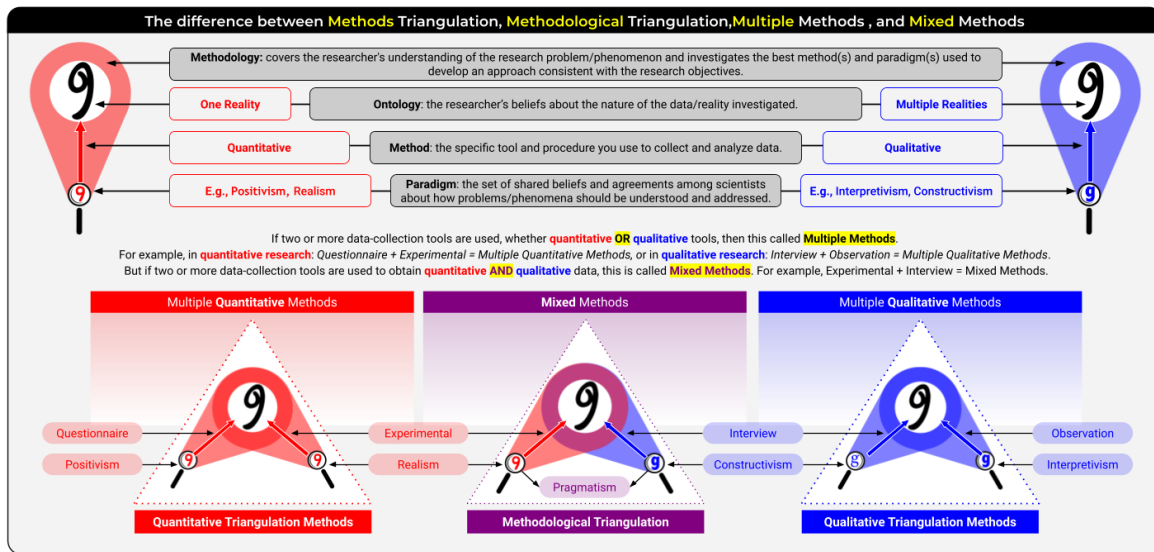 The difference between Methods Triangulation, Methodological Triangulation,Multiple Methods , and Mixed Methods
Methodology: covers the researcher's understanding of the research problem/phenomenon and investigates the best method(s) and paradigm(s) used to
develop an approach consistent with the research objectives.
9
9
One Reality
Ontology: the researcher's beliefs about the nature of the data/reality investigated.
Multiple Realities
Quantitative
Method: the specific tool and procedure you use to collect and analyze data.
Qualitative
9
E.g., Positivism, Realism
Paradigm: the set of shared beliefs and agreements among scientists
about how problems/phenomena should be understood and addressed.
E.g., Interpretivism, Constructivism
g
If two or more data-collection tools are used, whether quantitative OR qualitative tools, then this called Multiple Methods.
For example, in quantitative research: Questionnaire + Experimental = Multiple Quantitative Methods, or in qualitative research: Interview + Observation = Multiple Qualitative Methods.
But if two or more data-collection tools are used to obtain quantitative AND qualitative data, this is called Mixed Methods. For example, Experimental + Interview = Mixed Methods.
Multiple Quantitative Methods
Mixed Methods
Multiple Qualitative Methods
9
9
9
Questionnaire
Experimental
Interview
Observation
Positivism
9
9
Realism
9
g
Constructivism
g
g
Interpretivism
Pragmatism
Quantitative Triangulation Methods
Methodological Triangulation
Qualitative Triangulation Methods